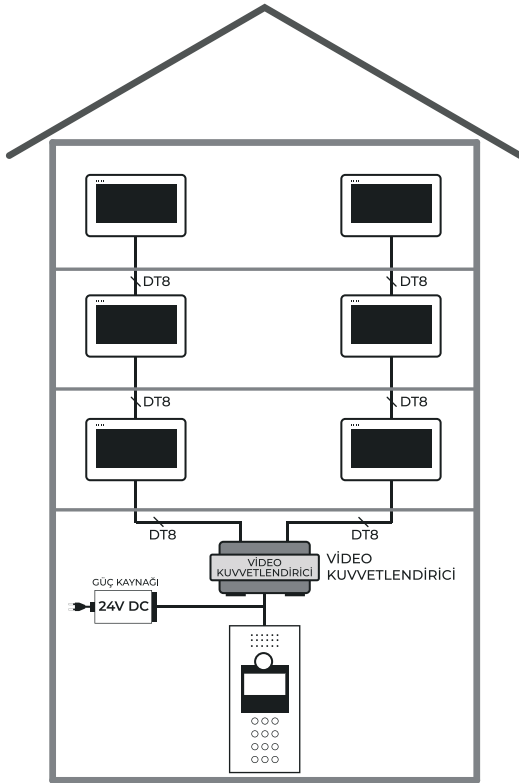 DT8
DT8
DT8
DT8
DT8
DT8
VİDEO
KUVVETLENDİRİCİ
VİDEO
KUVVETLENDİRİCİ
GÜÇ KAYNAĞI
24V DC